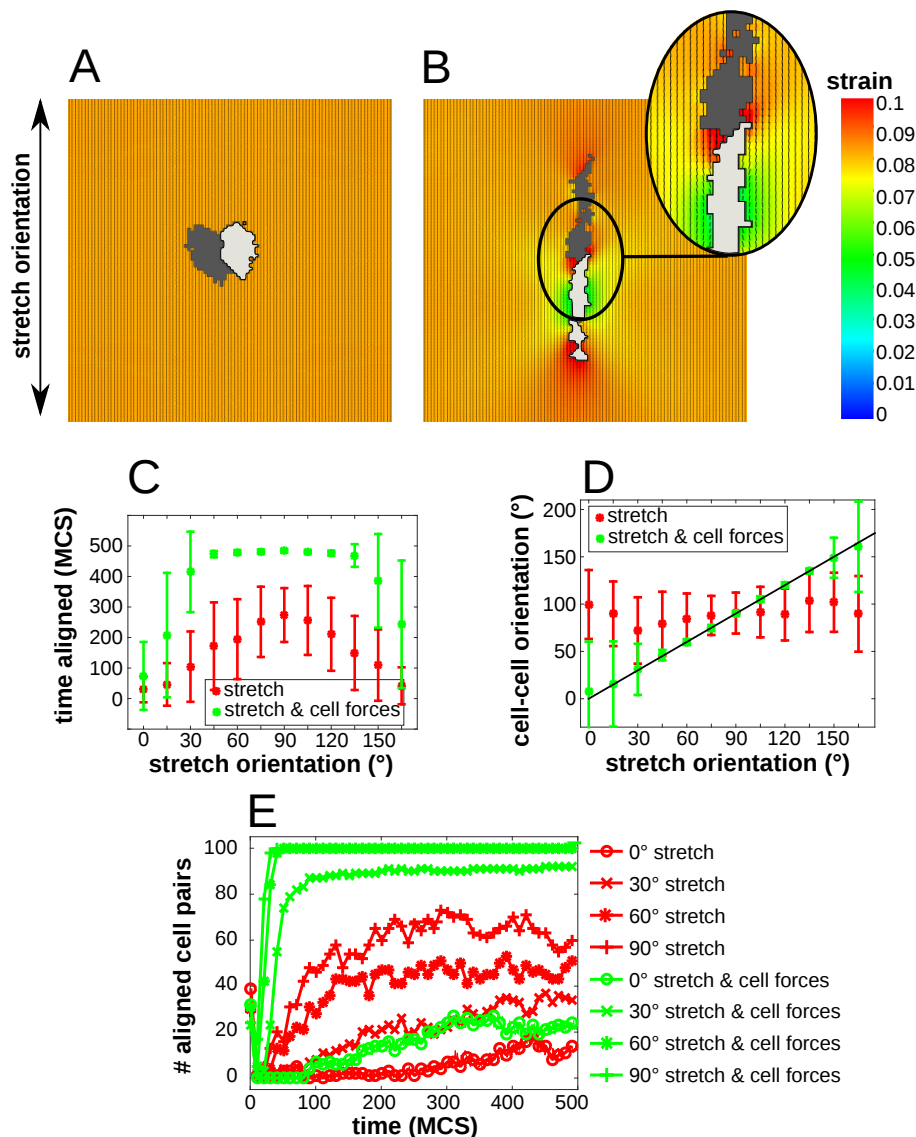 A
B
strain
stretch orientation
0.1
0.09
0.08
0.07
0.06
0.05
0.04
0.03
0.02
0.01
0
C
time aligned (MCS)
500
400
300
200
100
0
stretch
stretch & cell forces
0 30 60 90 120 150
stretch orientation (°)
D
cell-cell orientation (°)
200
150
100
50
0
stretch
stretch & cell forces
0 30 60 90 120 150
stretch orientation (°)
E
# aligned cell pairs
100
80
60
40
20
0
0 100 200 300 400 500
time (MCS)
0° stretch
30° stretch
60° stretch
90° stretch
0° stretch & cell forces
30° stretch & cell forces
60° stretch & cell forces
90° stretch & cell forces